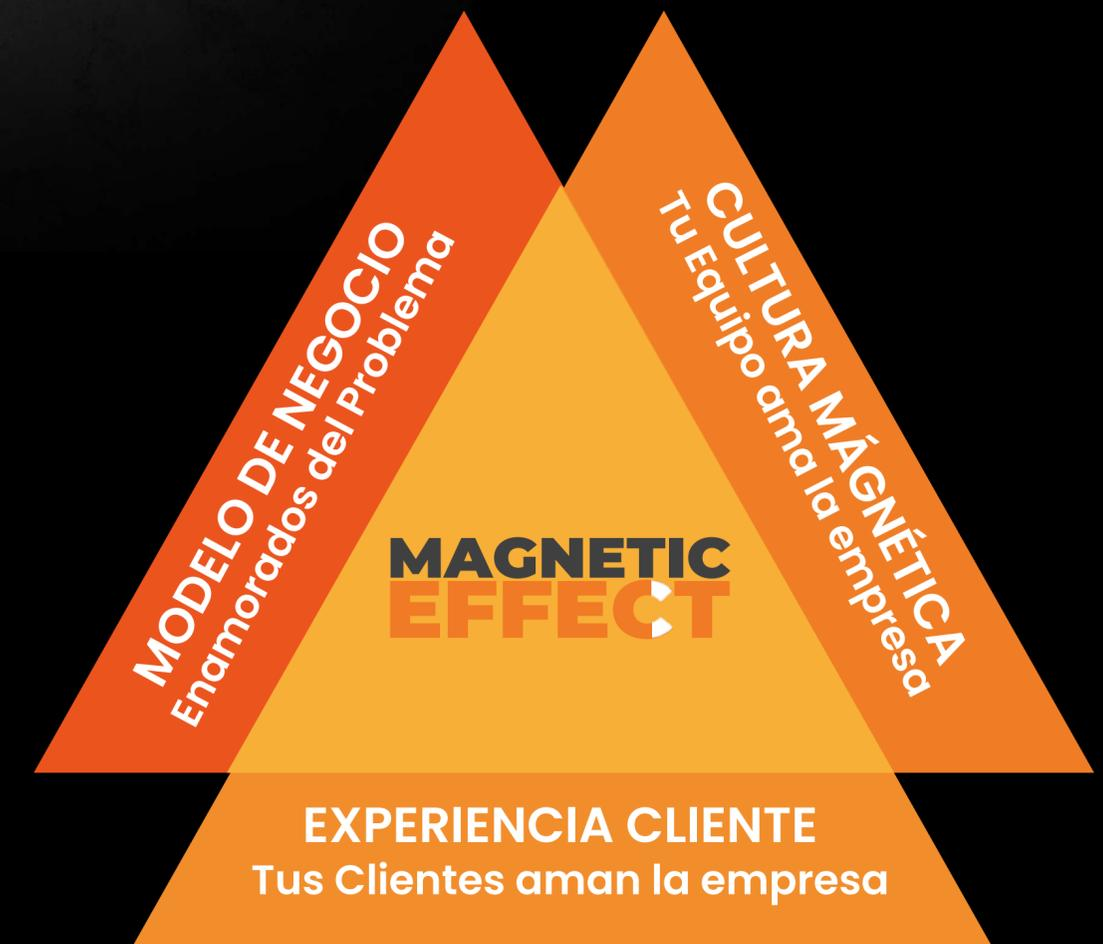 MODELO DE NEGOCIO
Enamorados del Problema
CULTURA MÁGNÉTICA
Tu Equipo ama la empresa
MAGNETIC
EFFECT
EXPERIENCIA CLIENTE
Tus Clientes aman la empresa